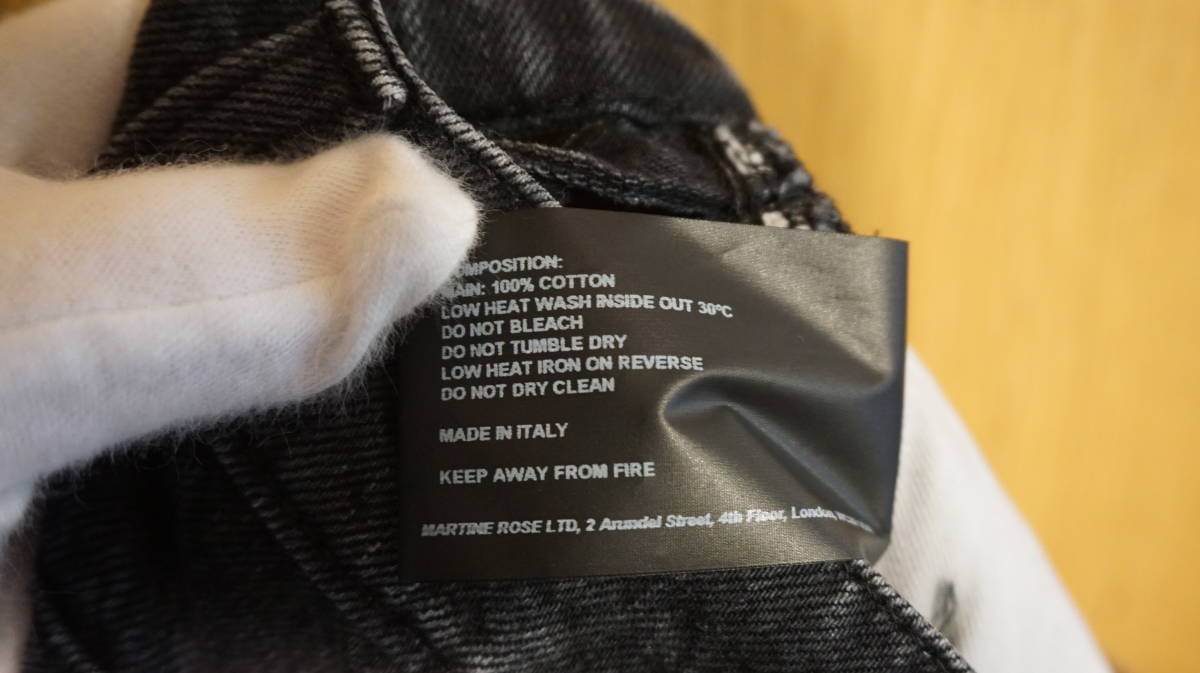 COMPOSITION:
MAIN: 100% COTTON
LOW HEAT WASH INSIDE OUT 30°C
DO NOT BLEACH
DO NOT TUMBLE DRY
LOW HEAT IRON ON REVERSE
DO NOT DRY CLEAN
MADE IN ITALY
KEEP AWAY FROM FIRE
MARTINE ROSE LTD, 2 Arundel Street, 4th Floor, London,